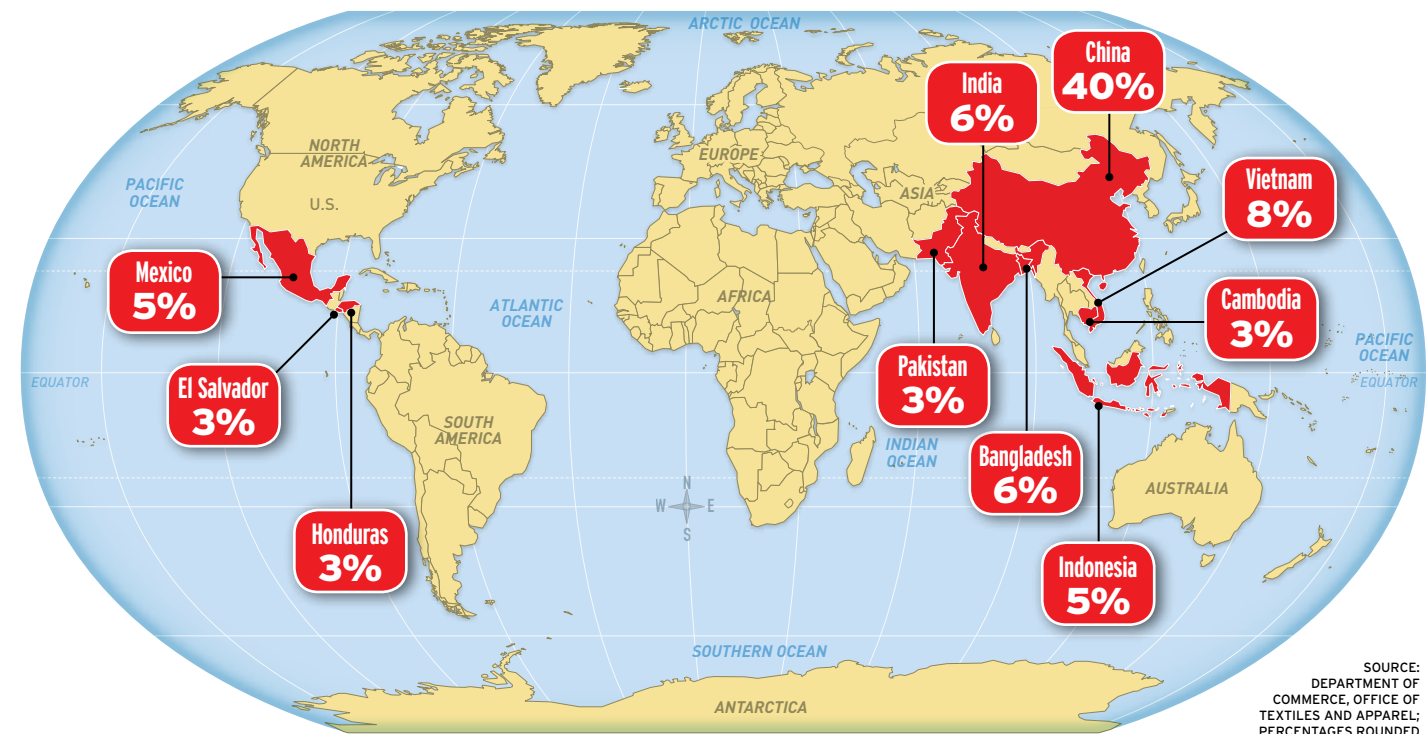 ARCTIC OCEAN
China
40%
India
6%
NORTH
AMERICA
EUROPE
ASIA
PACIFIC
OCEAN
U.S.
Vietnam
8%
Mexico
5%
ATLANTIC
OCEAN
AFRICA
Cambodia
3%
PACIFIC
OCEAN
EQUATOR
EQUATOR
El Salvador
3%
Pakistan
3%
SOUTH
AMERICA
INDIAN
OCEAN
Bangladesh
6%
AUSTRALIA
N
W
E
S
Honduras
3%
Indonesia
5%
SOUTHERN OCEAN
ANTARCTICA
SOURCE:
DEPARTMENT OF
COMMERCE, OFFICE OF
TEXTILES AND APPAREL;
PERCENTAGES ROUNDED